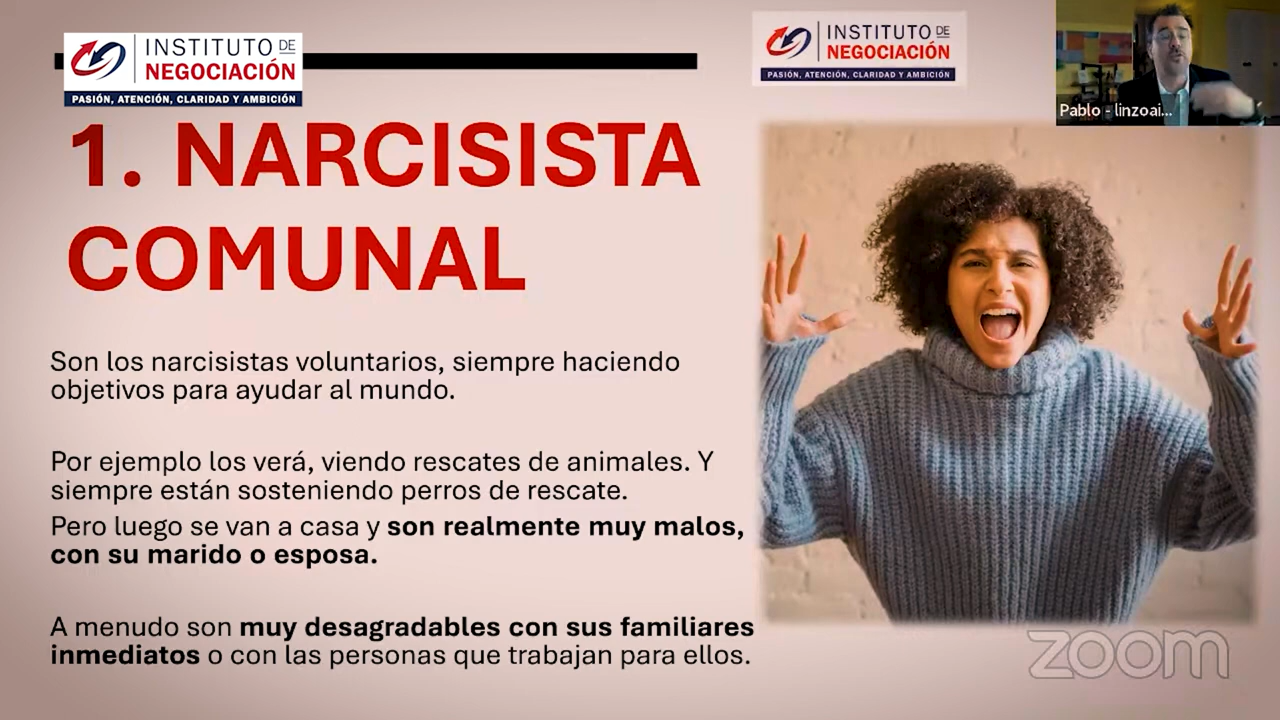 INSTITUTO DE
NEGOCIACIÓN
PASIÓN, ATENCIÓN, CLARIDAD Y AMBICIÓN
INSTITUTO DE
NEGOCIACIÓN
PASIÓN, ATENCIÓN, CLARIDAD Y AMBICIÓN
Pablo - linzoai...
1. NARCISISTA
COMUNAL
Son los narcisistas voluntarios, siempre haciendo
objetivos para ayudar al mundo.
Por ejemplo los verá, viendo rescates de animales. Y
siempre están sosteniendo perros de rescate.
Pero luego se van a casa y son realmente muy malos,
con su marido o esposa.
A menudo son muy desagradables con sus familiares
inmediatos o con las personas que trabajan para ellos.
zoom